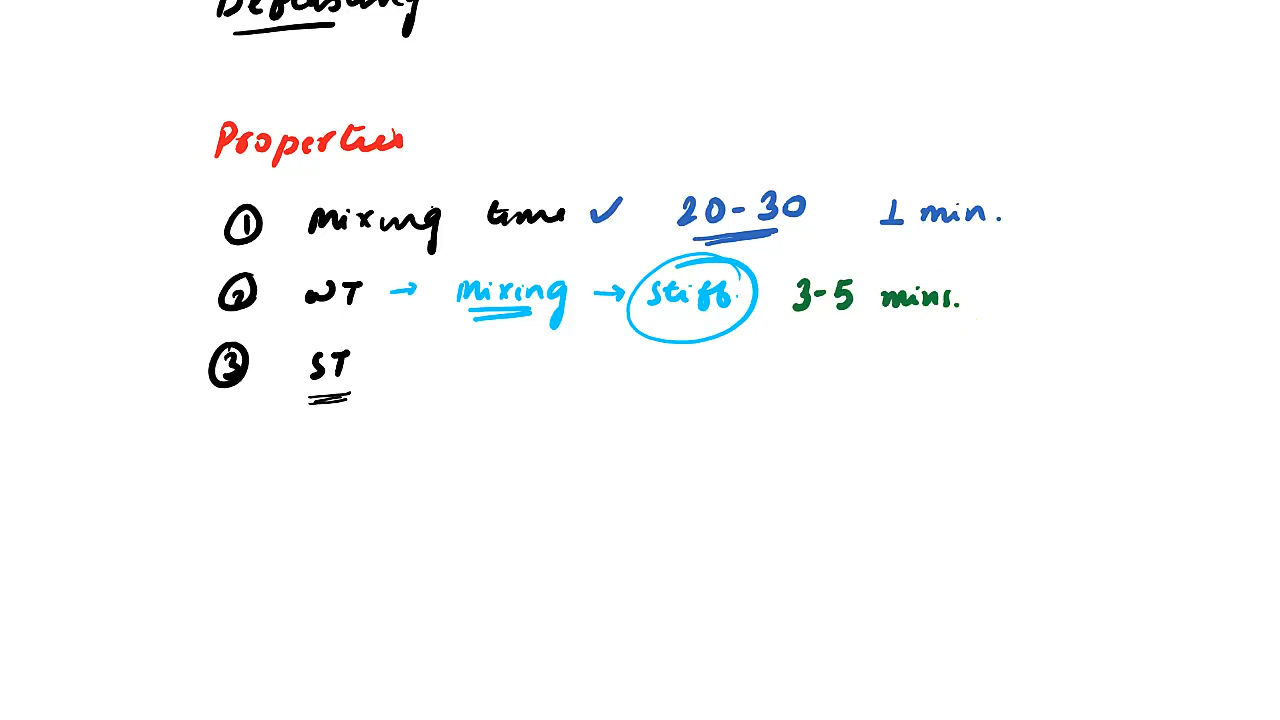 Properties
① Mixing time ✓ 20-30 1 min.
② WT → Mixing → stiff. 3-5 mins.
③ ST